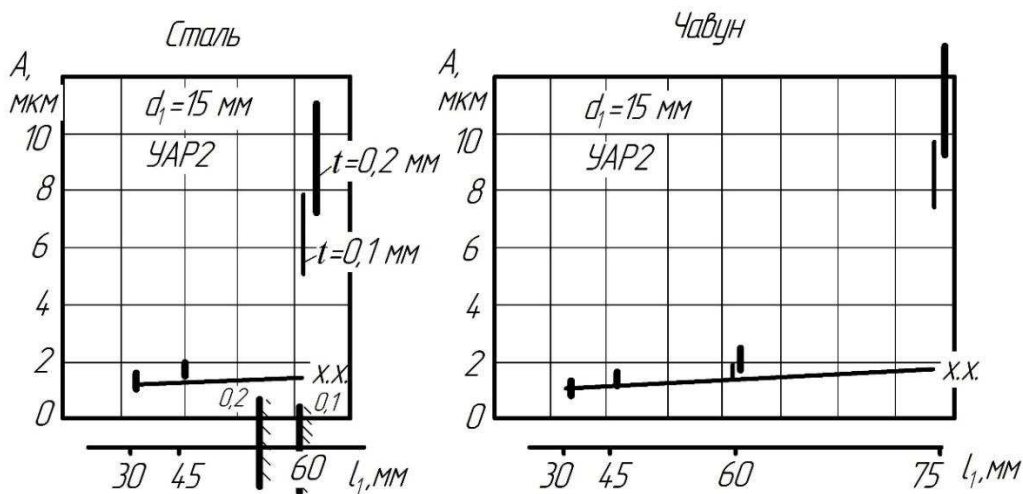 Сталь
А,
мкм
d₁=15 мм
УАР2
10
8
6
4
2
0
t=0,2 мм
t=0,1 мм
х.х.
0,2
0,1
30
45
60
l₁,мм
Чавун
А,
мкм
d₁=15 мм
УАР2
10
8
6
4
2
0
х.х.
30
45
60
75
l₁,мм